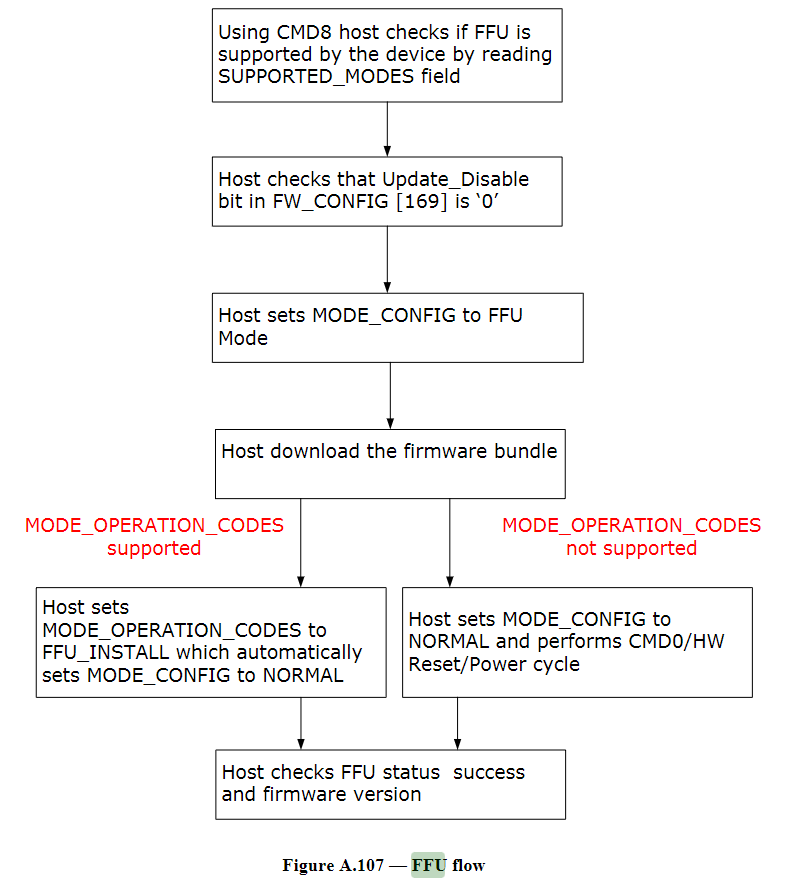 Using CMD8 host checks if FFU is
supported by the device by reading
SUPPORTED_MODES field
Host checks that Update_Disable
bit in FW_CONFIG [169] is ‘0’
Host sets MODE_CONFIG to FFU
Mode
Host download the firmware bundle
MODE_OPERATION_CODES
supported
MODE_OPERATION_CODES
not supported
Host sets
MODE_OPERATION_CODES to
FFU_INSTALL which automatically
sets MODE_CONFIG to NORMAL
Host sets MODE_CONFIG to
NORMAL and performs CMD0/HW
Reset/Power cycle
Host checks FFU status  success
and firmware version
Figure A.107 — FFU flow